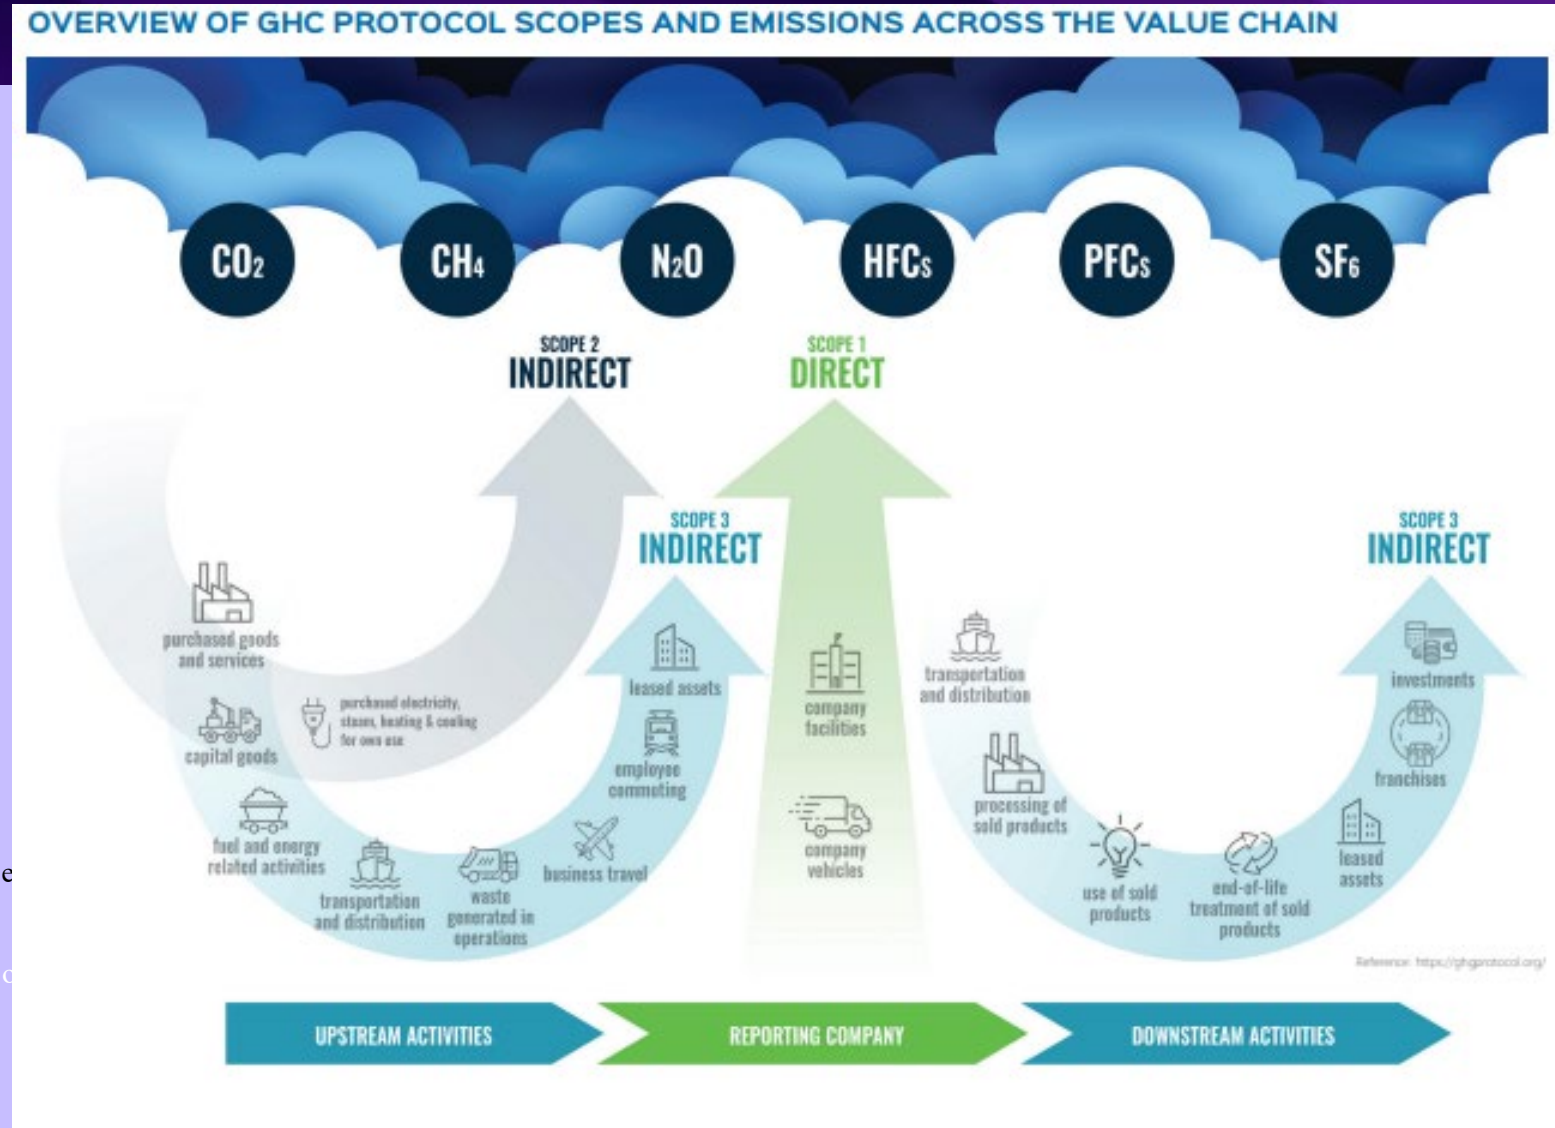 OVERVIEW OF GHC PROTOCOL SCOPES AND EMISSIONS ACROSS THE VALUE CHAIN
CO2
CH4
N2O
HFCs
PFCs
SF6
SCOPE 2
INDIRECT
SCOPE 1
DIRECT
SCOPE 3
INDIRECT
SCOPE 3
INDIRECT
purchased goods
and services
capital goods
purchased electricity,
steam, heating & cooling
for own use
fuel and energy
related activities
transportation
and distribution
waste
generated in
operations
business travel
employee
commuting
leased assets
company
facilities
company
vehicles
transportation
and distribution
processing of
sold products
use of sold
products
end-of-life
treatment of sold
products
leased
assets
franchises
investments
Reference: https://ghgprotocol.org/
e
UPSTREAM ACTIVITIES
REPORTING COMPANY
DOWNSTREAM ACTIVITIES